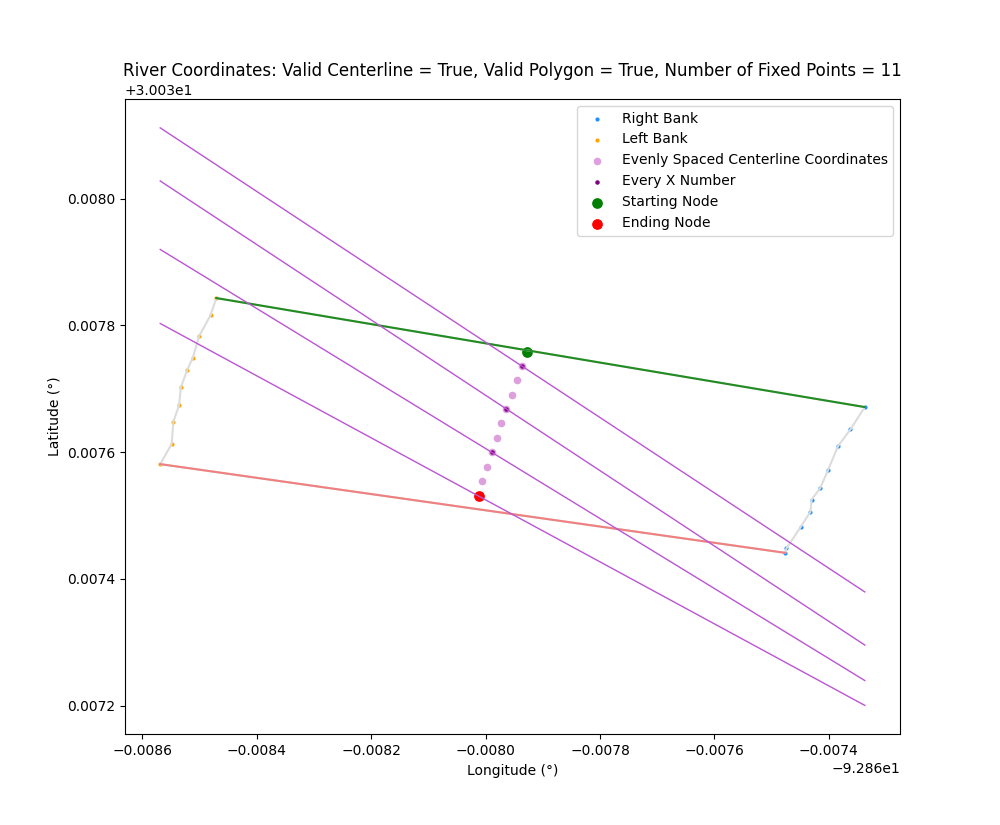 River Coordinates: Valid Centerline = True, Valid Polygon = True, Number of Fixed Points = 11
+3.003e1
Right Bank
Left Bank
Evenly Spaced Centerline Coordinates
Every X Number
Starting Node
Ending Node
0.0080
0.0078
0.0076
0.0074
0.0072
Latitude (°)
−0.0086 −0.0084 −0.0082 −0.0080 −0.0078 −0.0076 −0.0074
Longitude (°)
−9.286e1